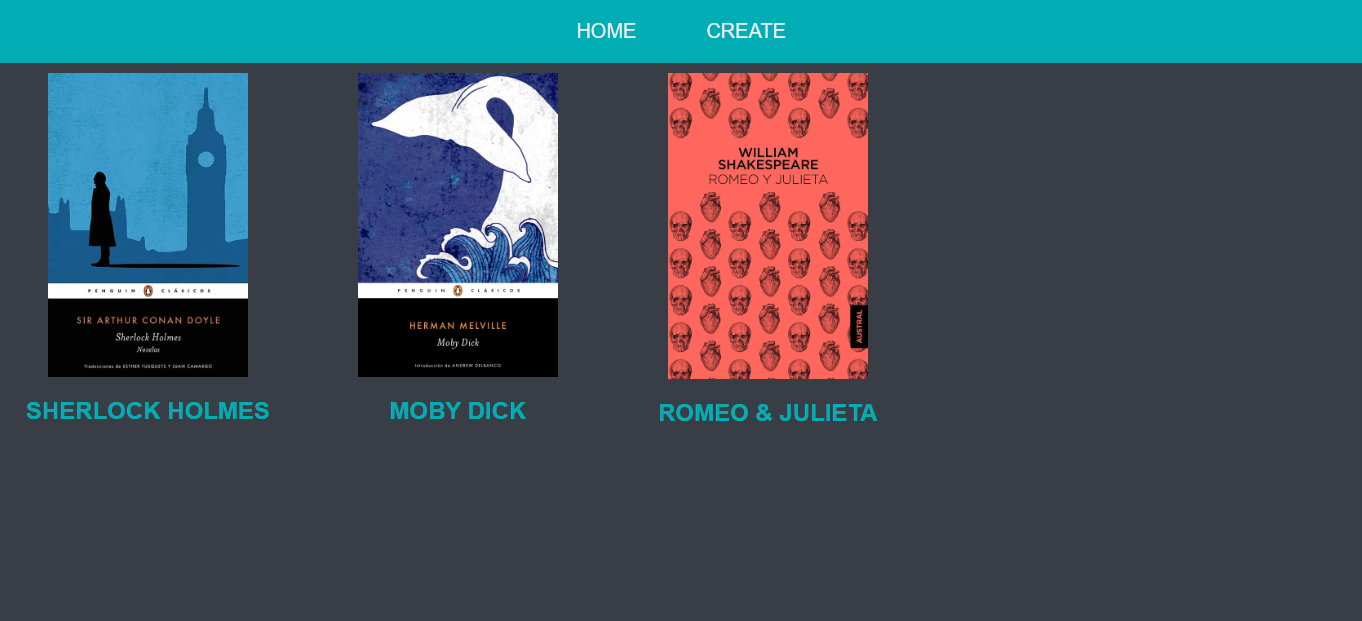 HOME CREATE
PENGUIN CLÁSICOS
SIR ARTHUR CONAN DOYLE
Sherlock Holmes
Novelas
Traducciones de ESTHER TUSQUETS Y JUAN CAMARGO
SHERLOCK HOLMES
PENGUIN CLÁSICOS
HERMAN MELVILLE
Moby Dick
Introducción de ANDREW DELBANCO
MOBY DICK
WILLIAM
SHAKESPEARE
ROMEO Y JULIETA
AUSTRAL
ROMEO & JULIETA